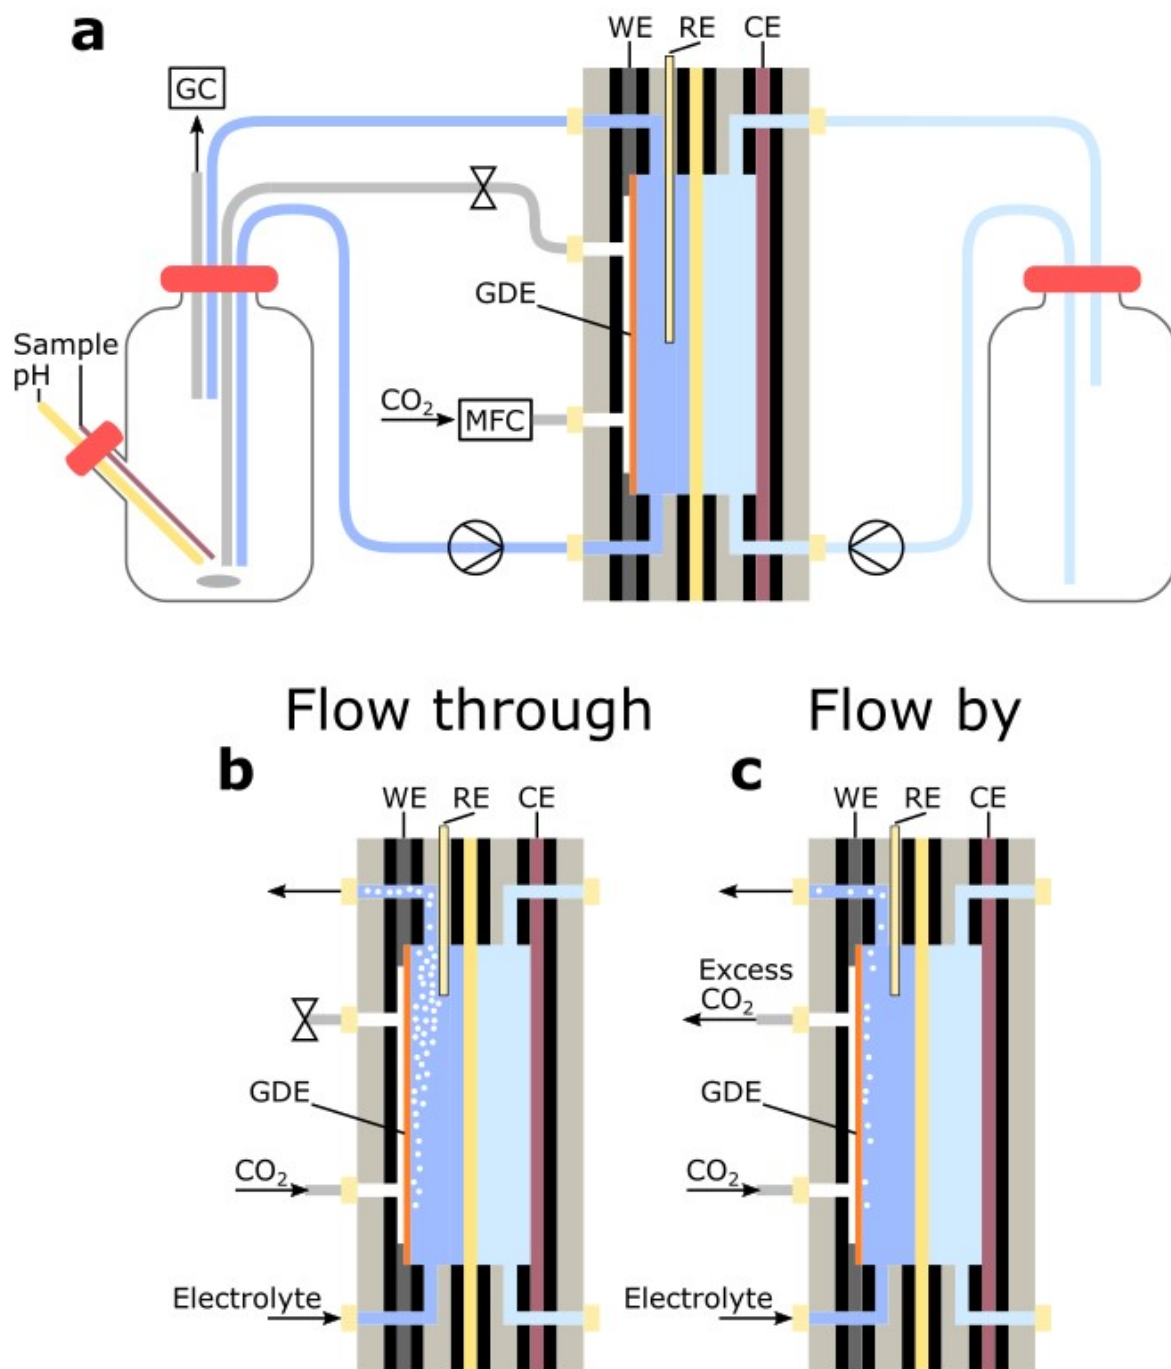 a
WE RE CE
GC
GDE
Sample
pH
CO₂
MFC
Flow through
Flow by
b
WE RE CE
GDE
CO₂
Electrolyte
c
WE RE CE
Excess
CO₂
GDE
CO₂
Electrolyte